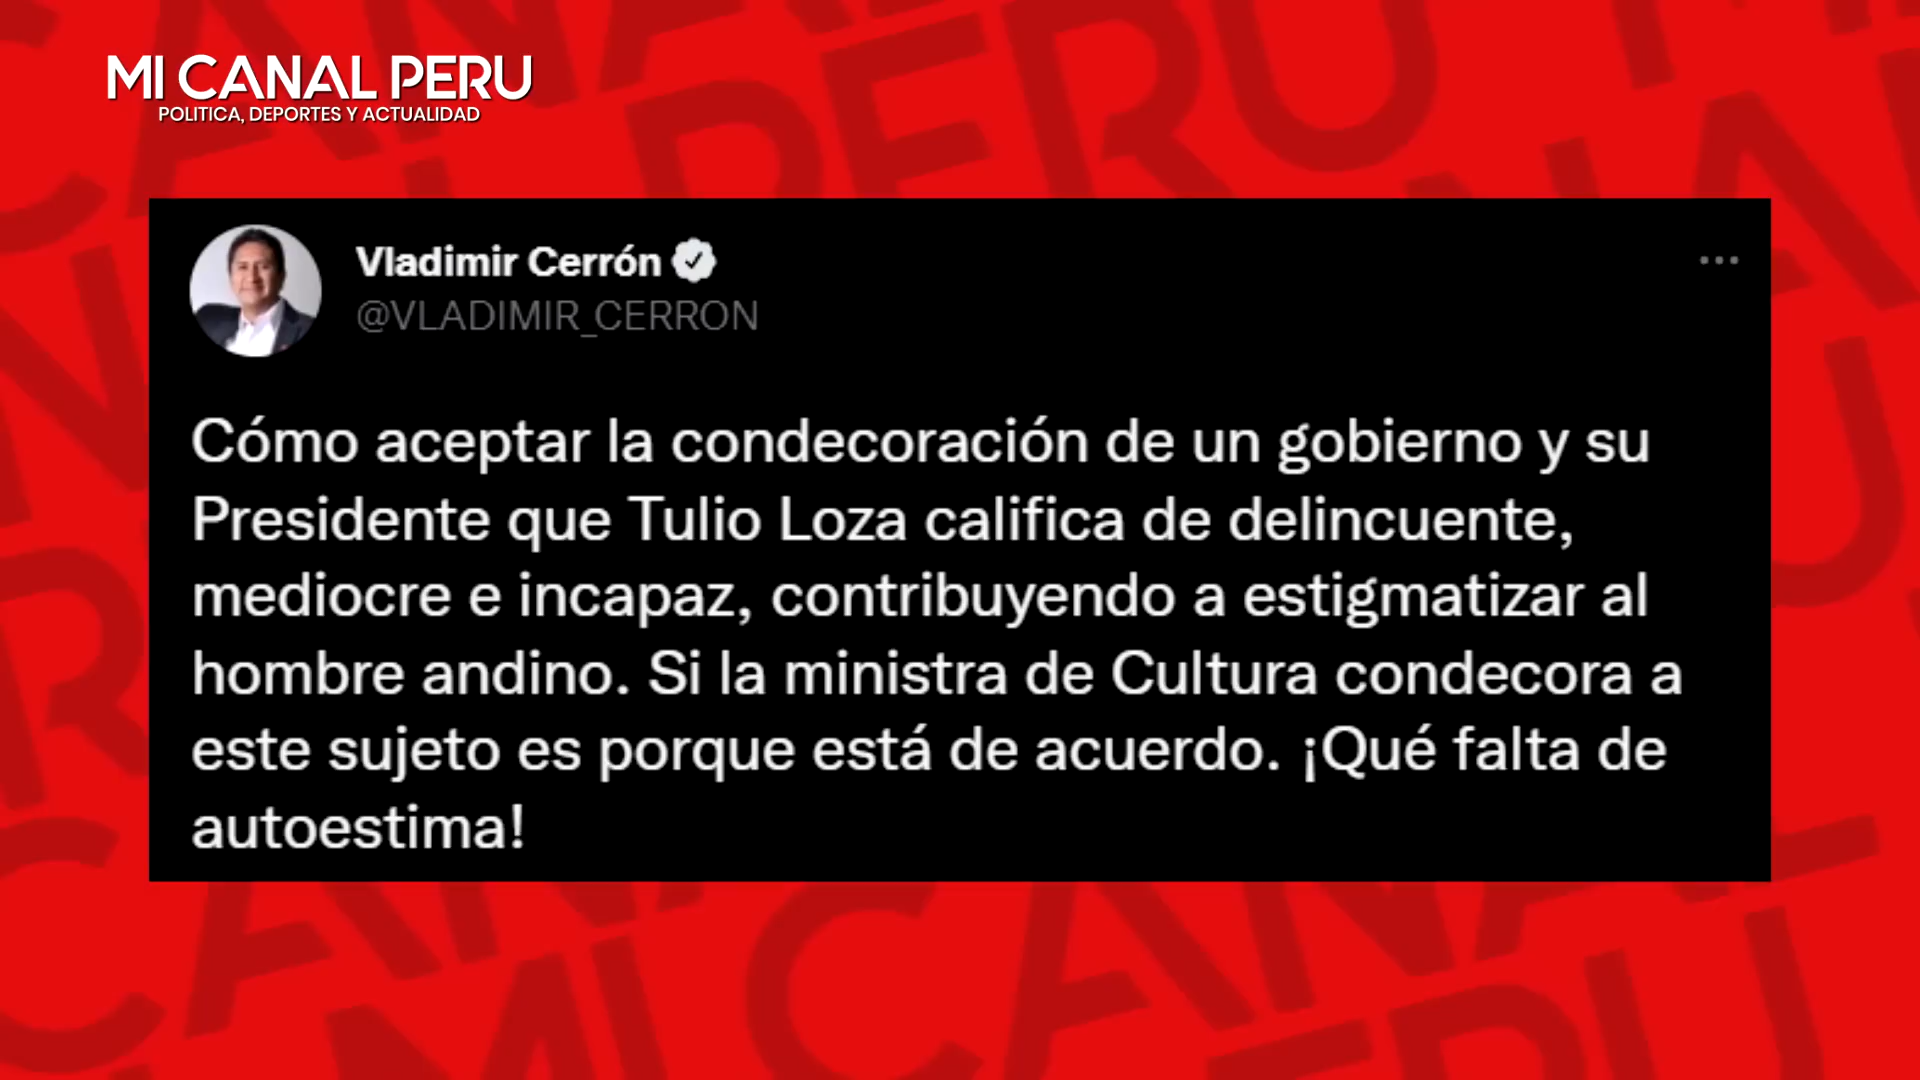 MI CANAL PERU
POLITICA, DEPORTES Y ACTUALIDAD
Vladimir Cerrón
@VLADIMIR_CERRON
Cómo aceptar la condecoración de un gobierno y su
Presidente que Tulio Loza califica de delincuente,
mediocre e incapaz, contribuyendo a estigmatizar al
hombre andino. Si la ministra de Cultura condecora a
este sujeto es porque está de acuerdo. ¡Qué falta de
autoestima!